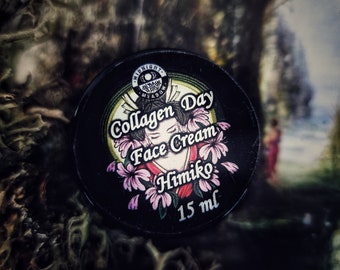 Collagen Day
Face Cream
Himiko
15 ml